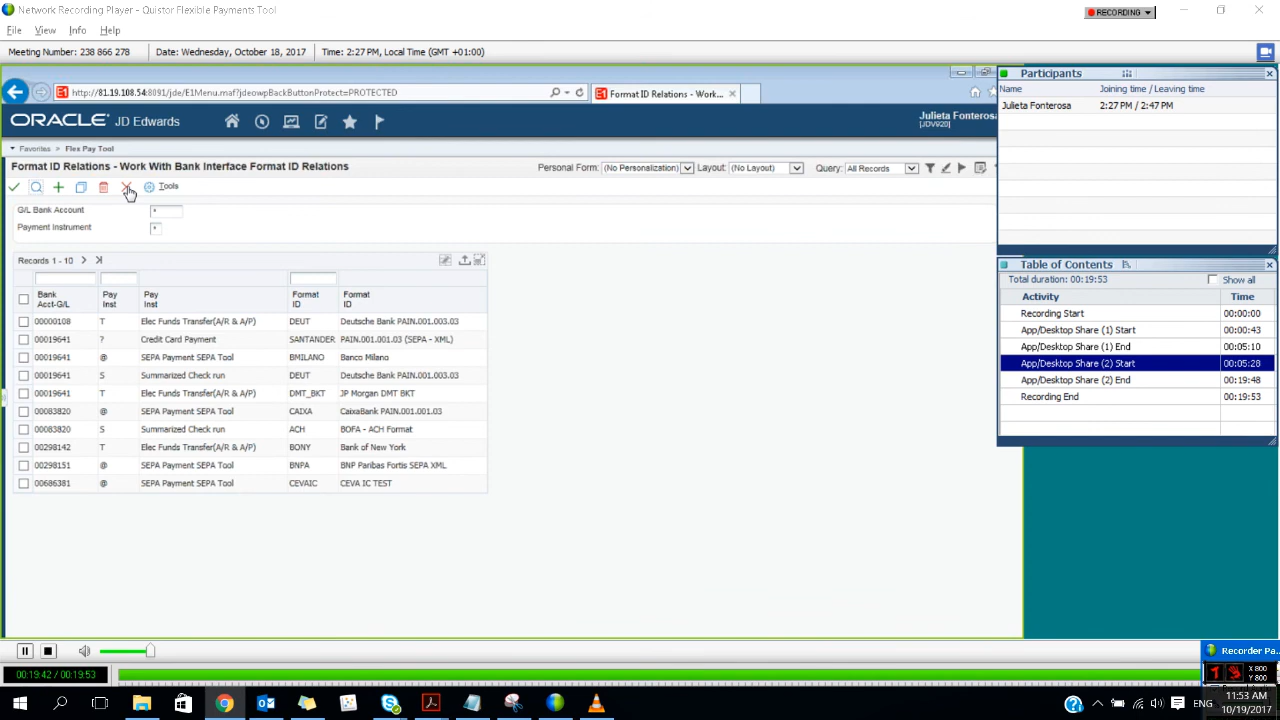 Network Recording Player - Quistor Flexible Payments Tool
RECORDING
File View Info Help
Meeting Number: 238 866 278 Date: Wednesday, October 18, 2017 Time: 2:27 PM, Local Time (GMT +01:00)
http://81.19.108.54:8091/jde/E1Menu.maf?jdeowpBackButtonProtect=PROTECTED
Format ID Relations - Work...
ORACLE JD Edwards
Julieta Fonterosa
[JDV920]
Favorites Flex Pay Tool
Format ID Relations - Work With Bank Interface Format ID Relations
Personal Form: (No Personalization) Layout: (No Layout) Query: All Records
Tools
G/L Bank Account *
Payment Instrument *
Records 1 - 10
Bank Acct-G/L Pay Inst Pay Inst Format ID Format ID
00000108 T Elec Funds Transfer(A/R & A/P) DEUT Deutsche Bank PAIN.001.003.03
00019641 ? Credit Card Payment SANTANDER PAIN.001.001.03 (SEPA - XML)
00019641 @ SEPA Payment SEPA Tool BMILANO Banco Milano
00019641 S Summarized Check run DEUT Deutsche Bank PAIN.001.003.03
00019641 T Elec Funds Transfer(A/R & A/P) DMT_BKT JP Morgan DMT BKT
00083820 @ SEPA Payment SEPA Tool CAIXA CaixaBank PAIN.001.001.03
00083820 S Summarized Check run ACH BOFA - ACH Format
00298142 T Elec Funds Transfer(A/R & A/P) BONY Bank of New York
00298151 @ SEPA Payment SEPA Tool BNPA BNP Paribas Fortis SEPA XML
00686381 @ SEPA Payment SEPA Tool CEVAIC CEVA IC TEST
Participants
Name Joining time / Leaving time
Julieta Fonterosa 2:27 PM / 2:47 PM
Table of Contents
Total duration: 00:19:53 Show all
Activity Time
Recording Start 00:00:00
App/Desktop Share (1) Start 00:00:43
App/Desktop Share (1) End 00:05:10
App/Desktop Share (2) Start 00:05:28
App/Desktop Share (2) End 00:19:48
Recording End 00:19:53
Recorder Pa..
X 800
Y 800
00:19:42 / 00:19:53
ENG
11:53 AM
10/19/2017